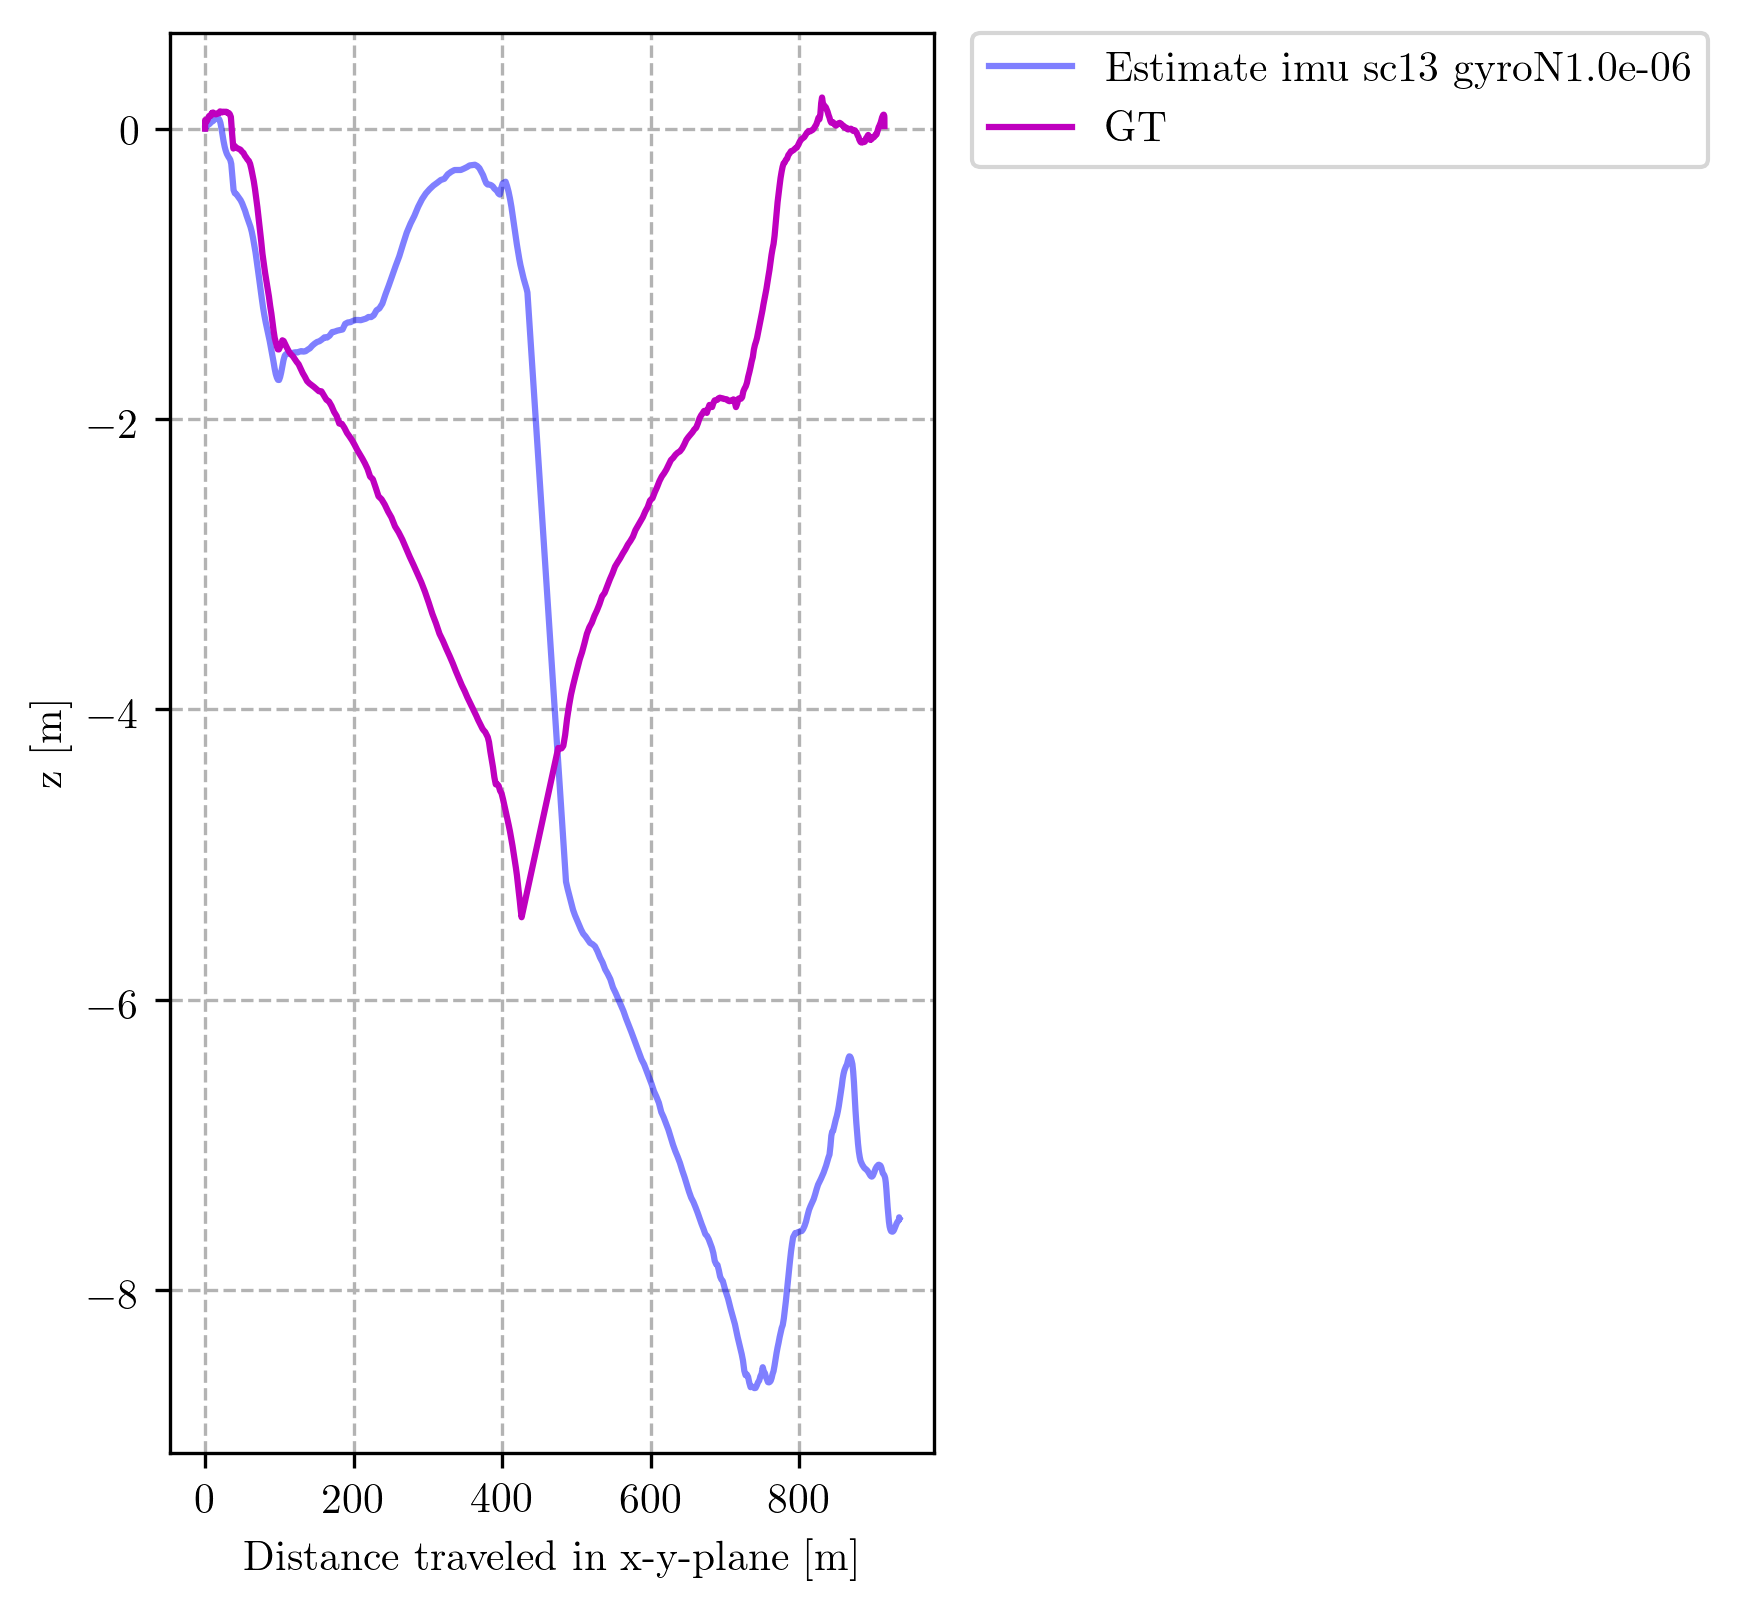 Estimate imu sc13 gyroN1.0e-06
GT
0
−2
−4
−6
−8
z [m]
0 200 400 600 800
Distance traveled in x-y-plane [m]